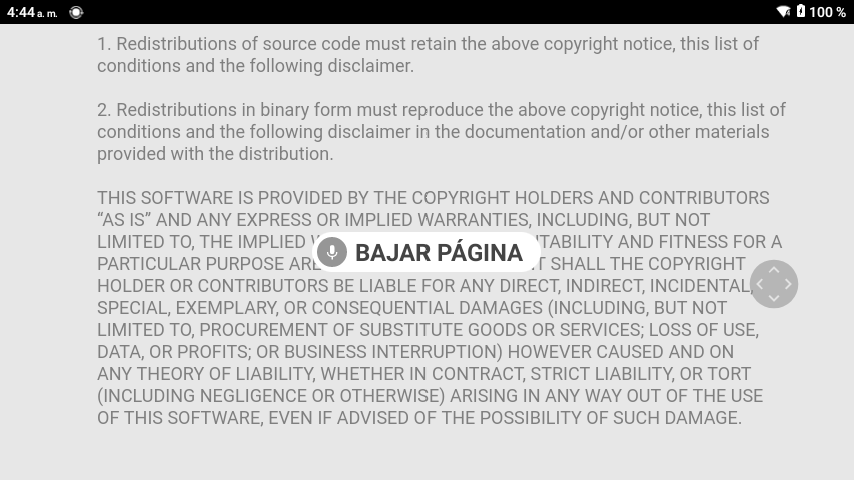 4:44 a. m. 100 %
1. Redistributions of source code must retain the above copyright notice, this list of
conditions and the following disclaimer.
2. Redistributions in binary form must reproduce the above copyright notice, this list of
conditions and the following disclaimer in the documentation and/or other materials
provided with the distribution.
THIS SOFTWARE IS PROVIDED BY THE COPYRIGHT HOLDERS AND CONTRIBUTORS
“AS IS” AND ANY EXPRESS OR IMPLIED WARRANTIES, INCLUDING, BUT NOT
LIMITED TO, THE IMPLIED AND FITNESS FOR A
BAJAR PÁGINA
PARTICULAR PURPOSE ARE SHALL THE COPYRIGHT
HOLDER OR CONTRIBUTORS BE LIABLE FOR ANY DIRECT, INDIRECT, INCIDENTAL,
SPECIAL, EXEMPLARY, OR CONSEQUENTIAL DAMAGES (INCLUDING, BUT NOT
LIMITED TO, PROCUREMENT OF SUBSTITUTE GOODS OR SERVICES; LOSS OF USE,
DATA, OR PROFITS; OR BUSINESS INTERRUPTION) HOWEVER CAUSED AND ON
ANY THEORY OF LIABILITY, WHETHER IN CONTRACT, STRICT LIABILITY, OR TORT
(INCLUDING NEGLIGENCE OR OTHERWISE) ARISING IN ANY WAY OUT OF THE USE
OF THIS SOFTWARE, EVEN IF ADVISED OF THE POSSIBILITY OF SUCH DAMAGE.